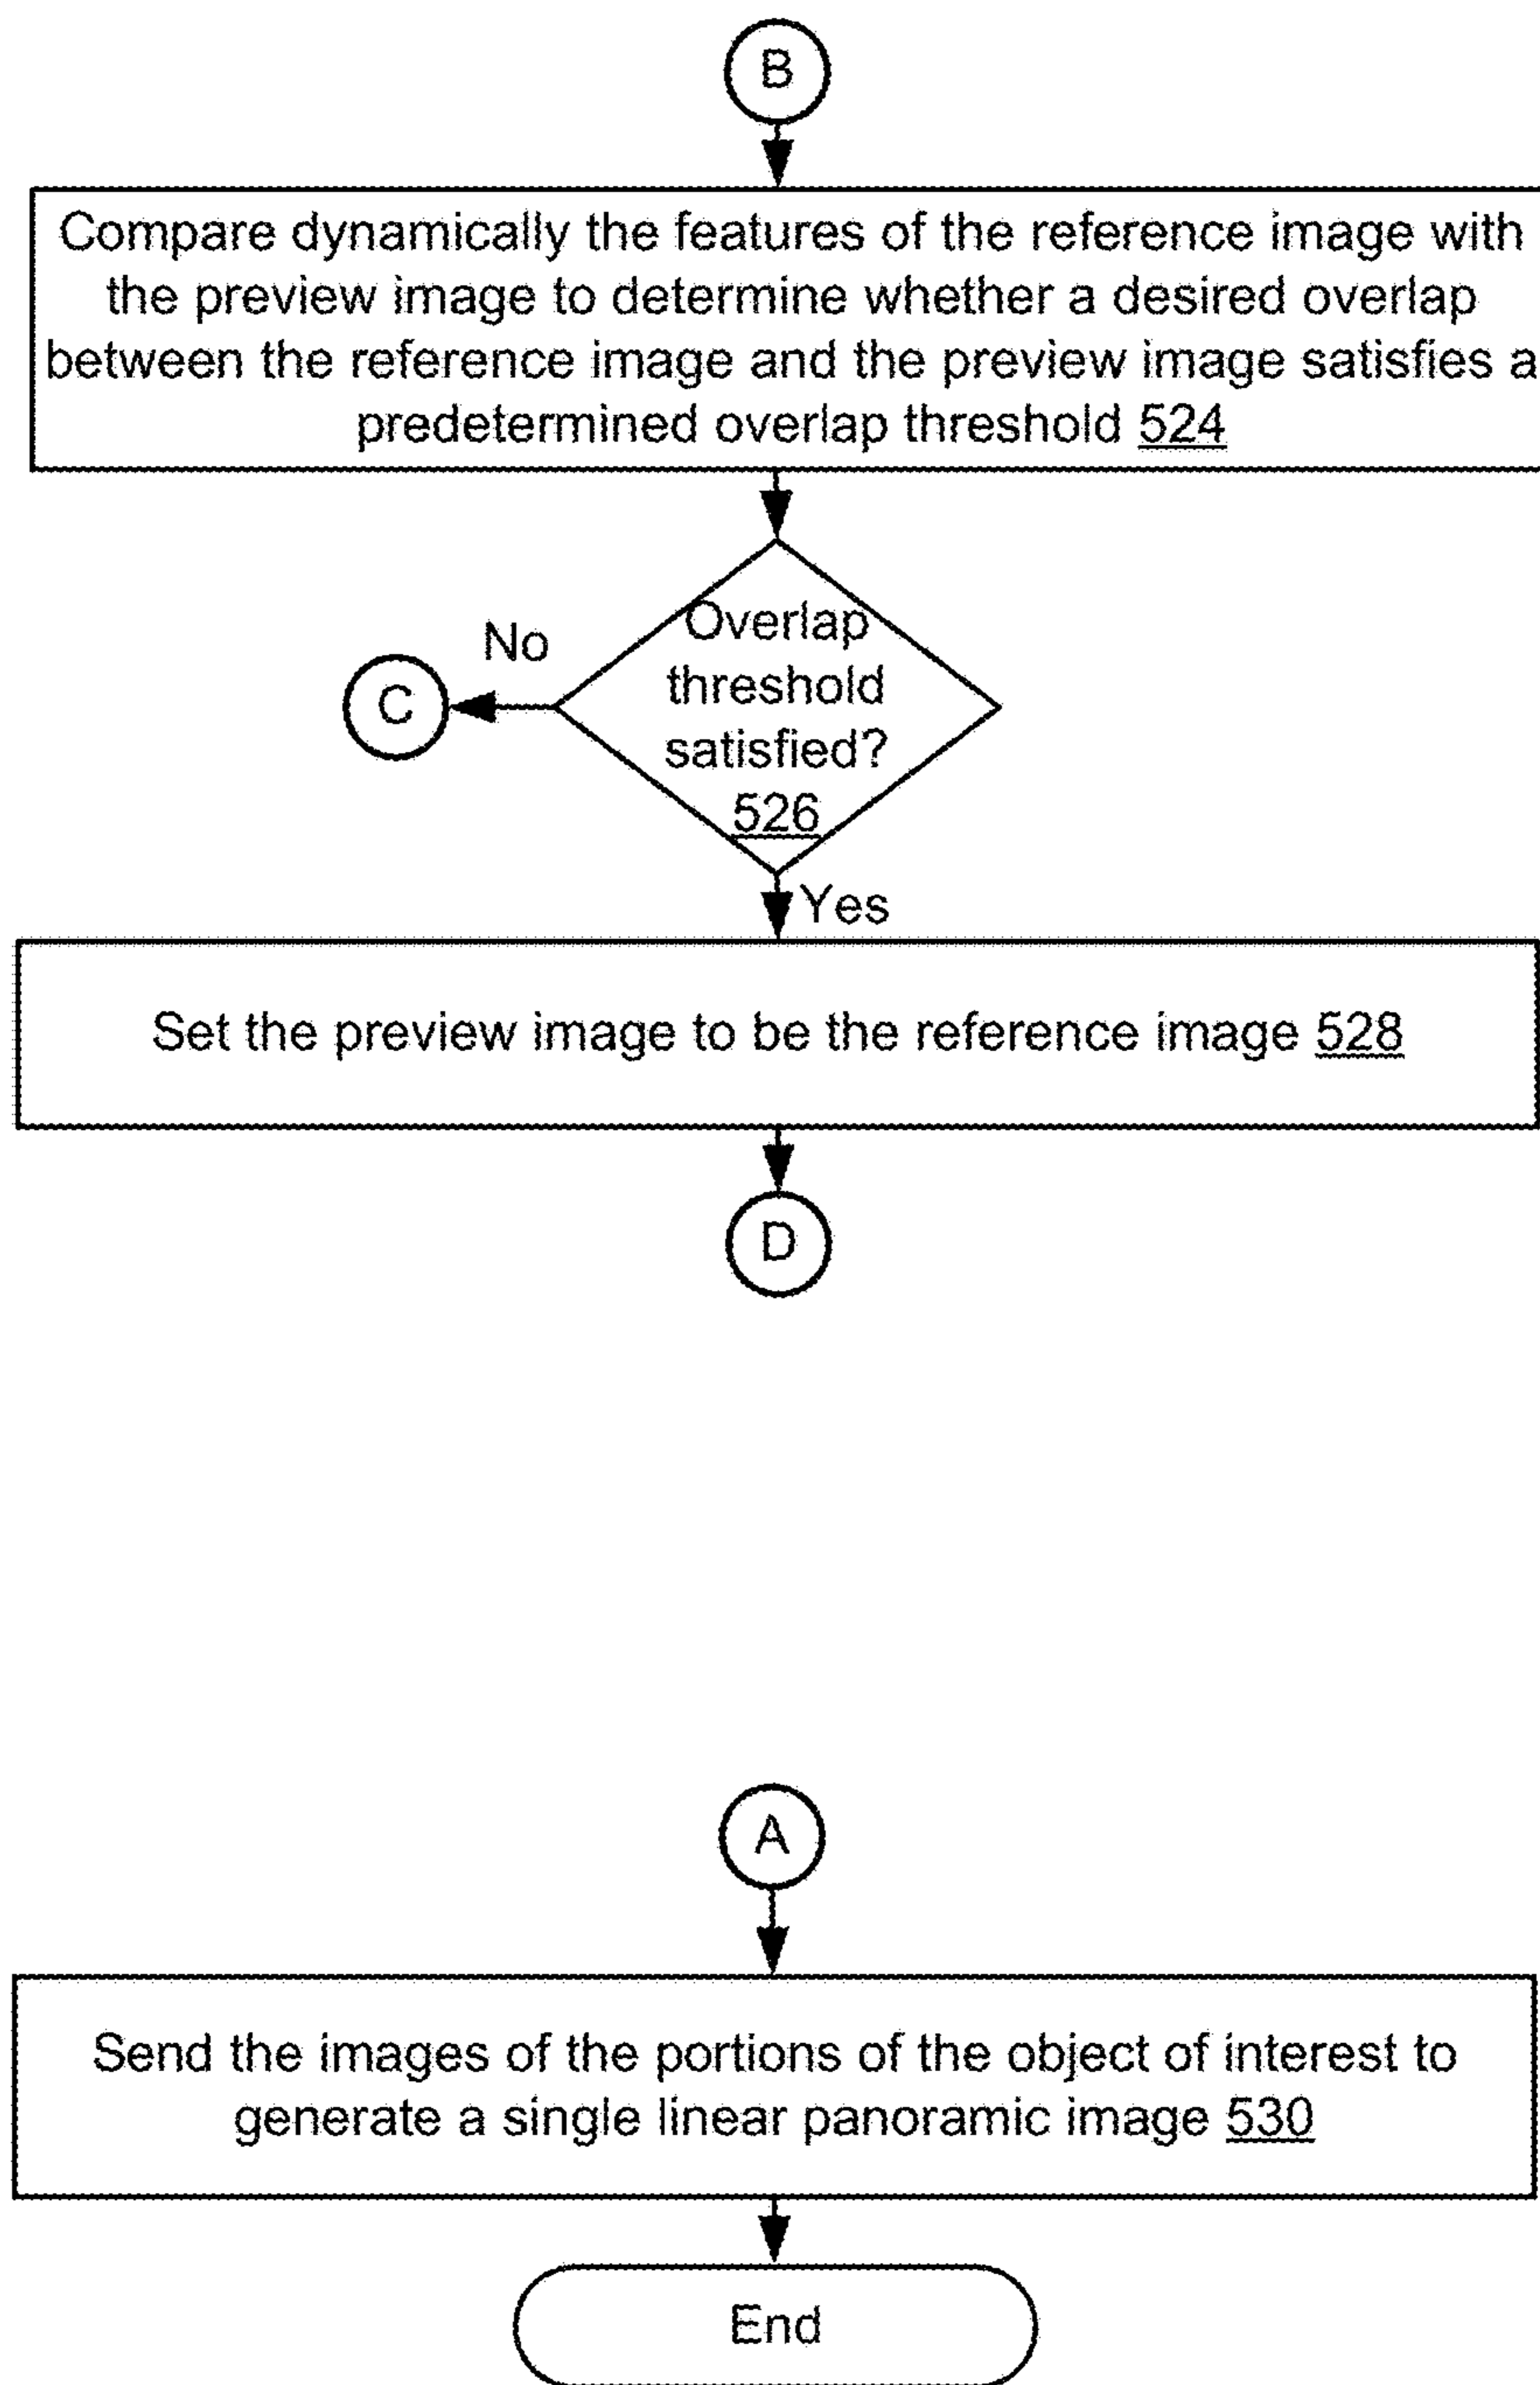 B
Compare dynamically the features of the reference image with
the preview image to determine whether a desired overlap
between the reference image and the preview image satisfies a
predetermined overlap threshold 524
Overlap
threshold
satisfied?
526
No
C
Yes
Set the preview image to be the reference image 528
D
A
Send the images of the portions of the object of interest to
generate a single linear panoramic image 530
End